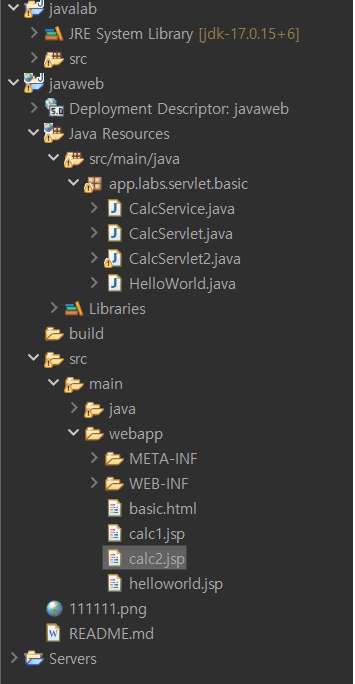 javalab
JRE System Library [jdk-17.0.15+6]
src
javaweb
Deployment Descriptor: javaweb
Java Resources
src/main/java
app.labs.servlet.basic
CalcService.java
CalcServlet.java
CalcServlet2.java
HelloWorld.java
Libraries
build
src
main
java
webapp
META-INF
WEB-INF
basic.html
calc1.jsp
calc2.jsp
helloworld.jsp
111111.png
README.md
Servers